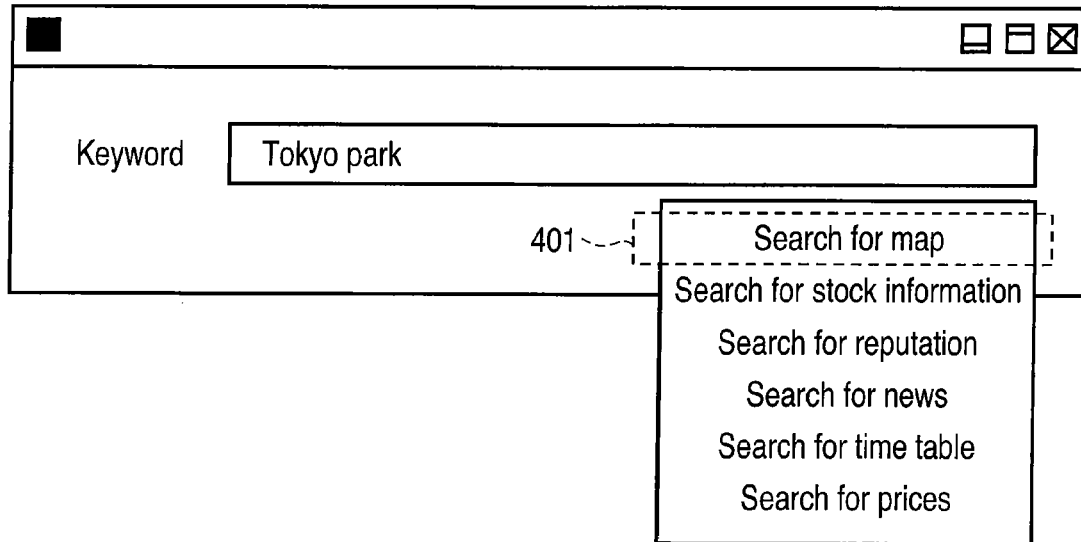 Keyword Tokyo park
401 Search for map
Search for stock information
Search for reputation
Search for news
Search for time table
Search for prices